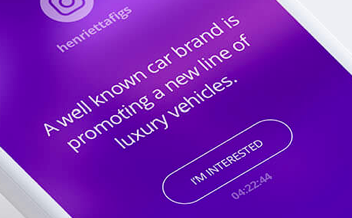 henriettafigs
A well known car brand is
promoting a new line of
luxury vehicles.
I'M INTERESTED
04:22:44